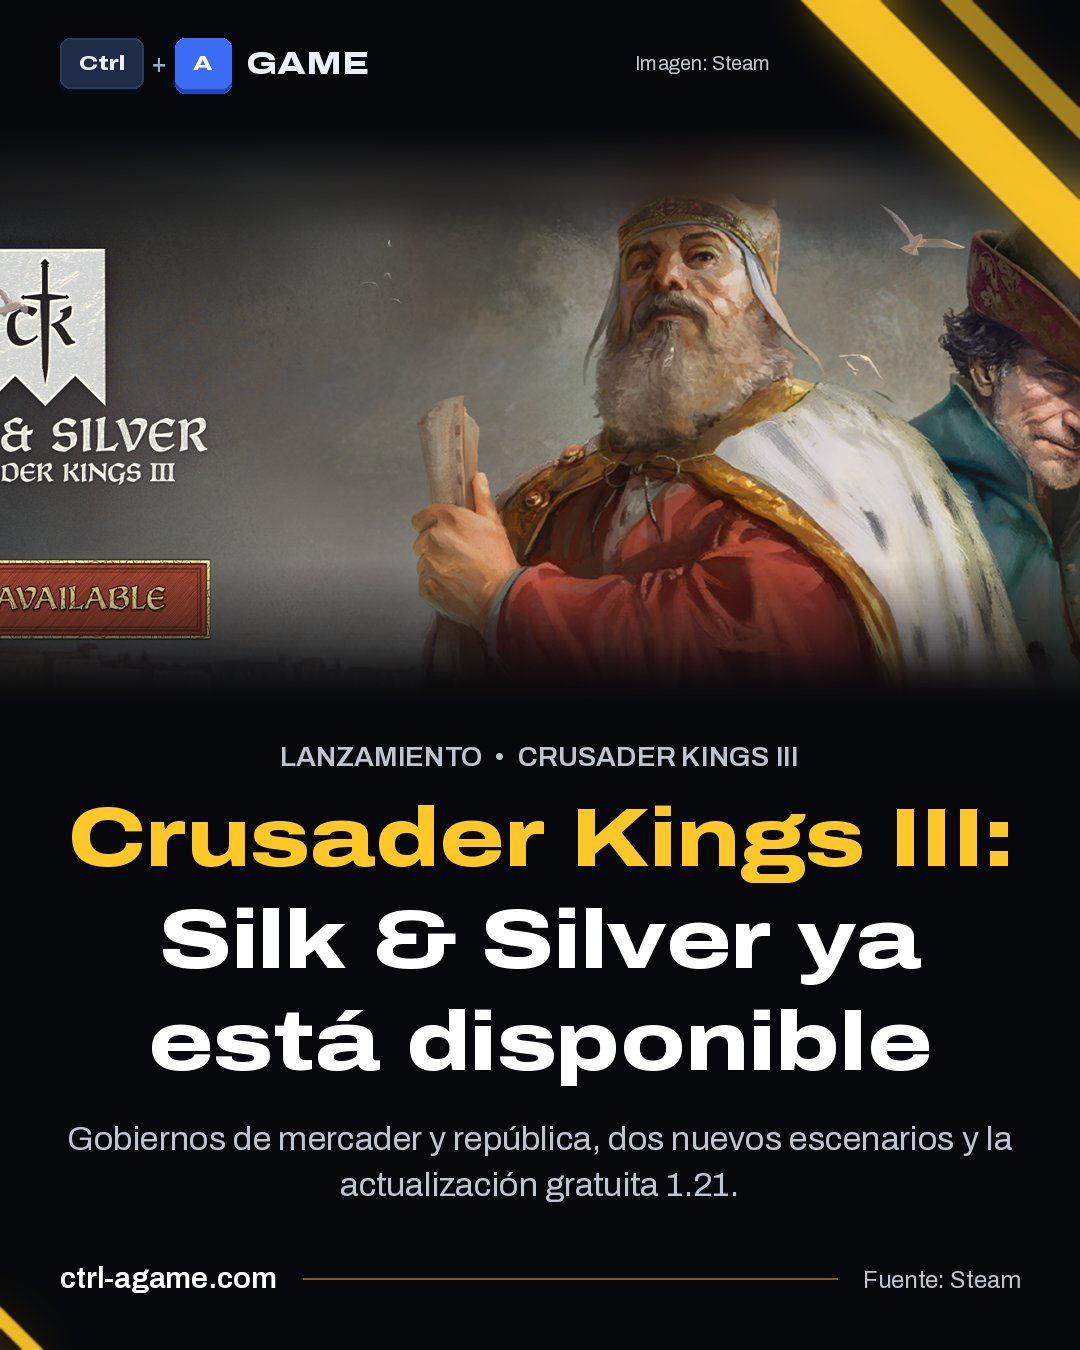 Ctrl + A GAME
Imagen: Steam
CK
& SILVER
DER KINGS III
AVAILABLE
LANZAMIENTO • CRUSADER KINGS III
Crusader Kings III:
Silk & Silver ya
está disponible
Gobiernos de mercader y república, dos nuevos escenarios y la
actualización gratuita 1.21.
ctrl-agame.com
Fuente: Steam